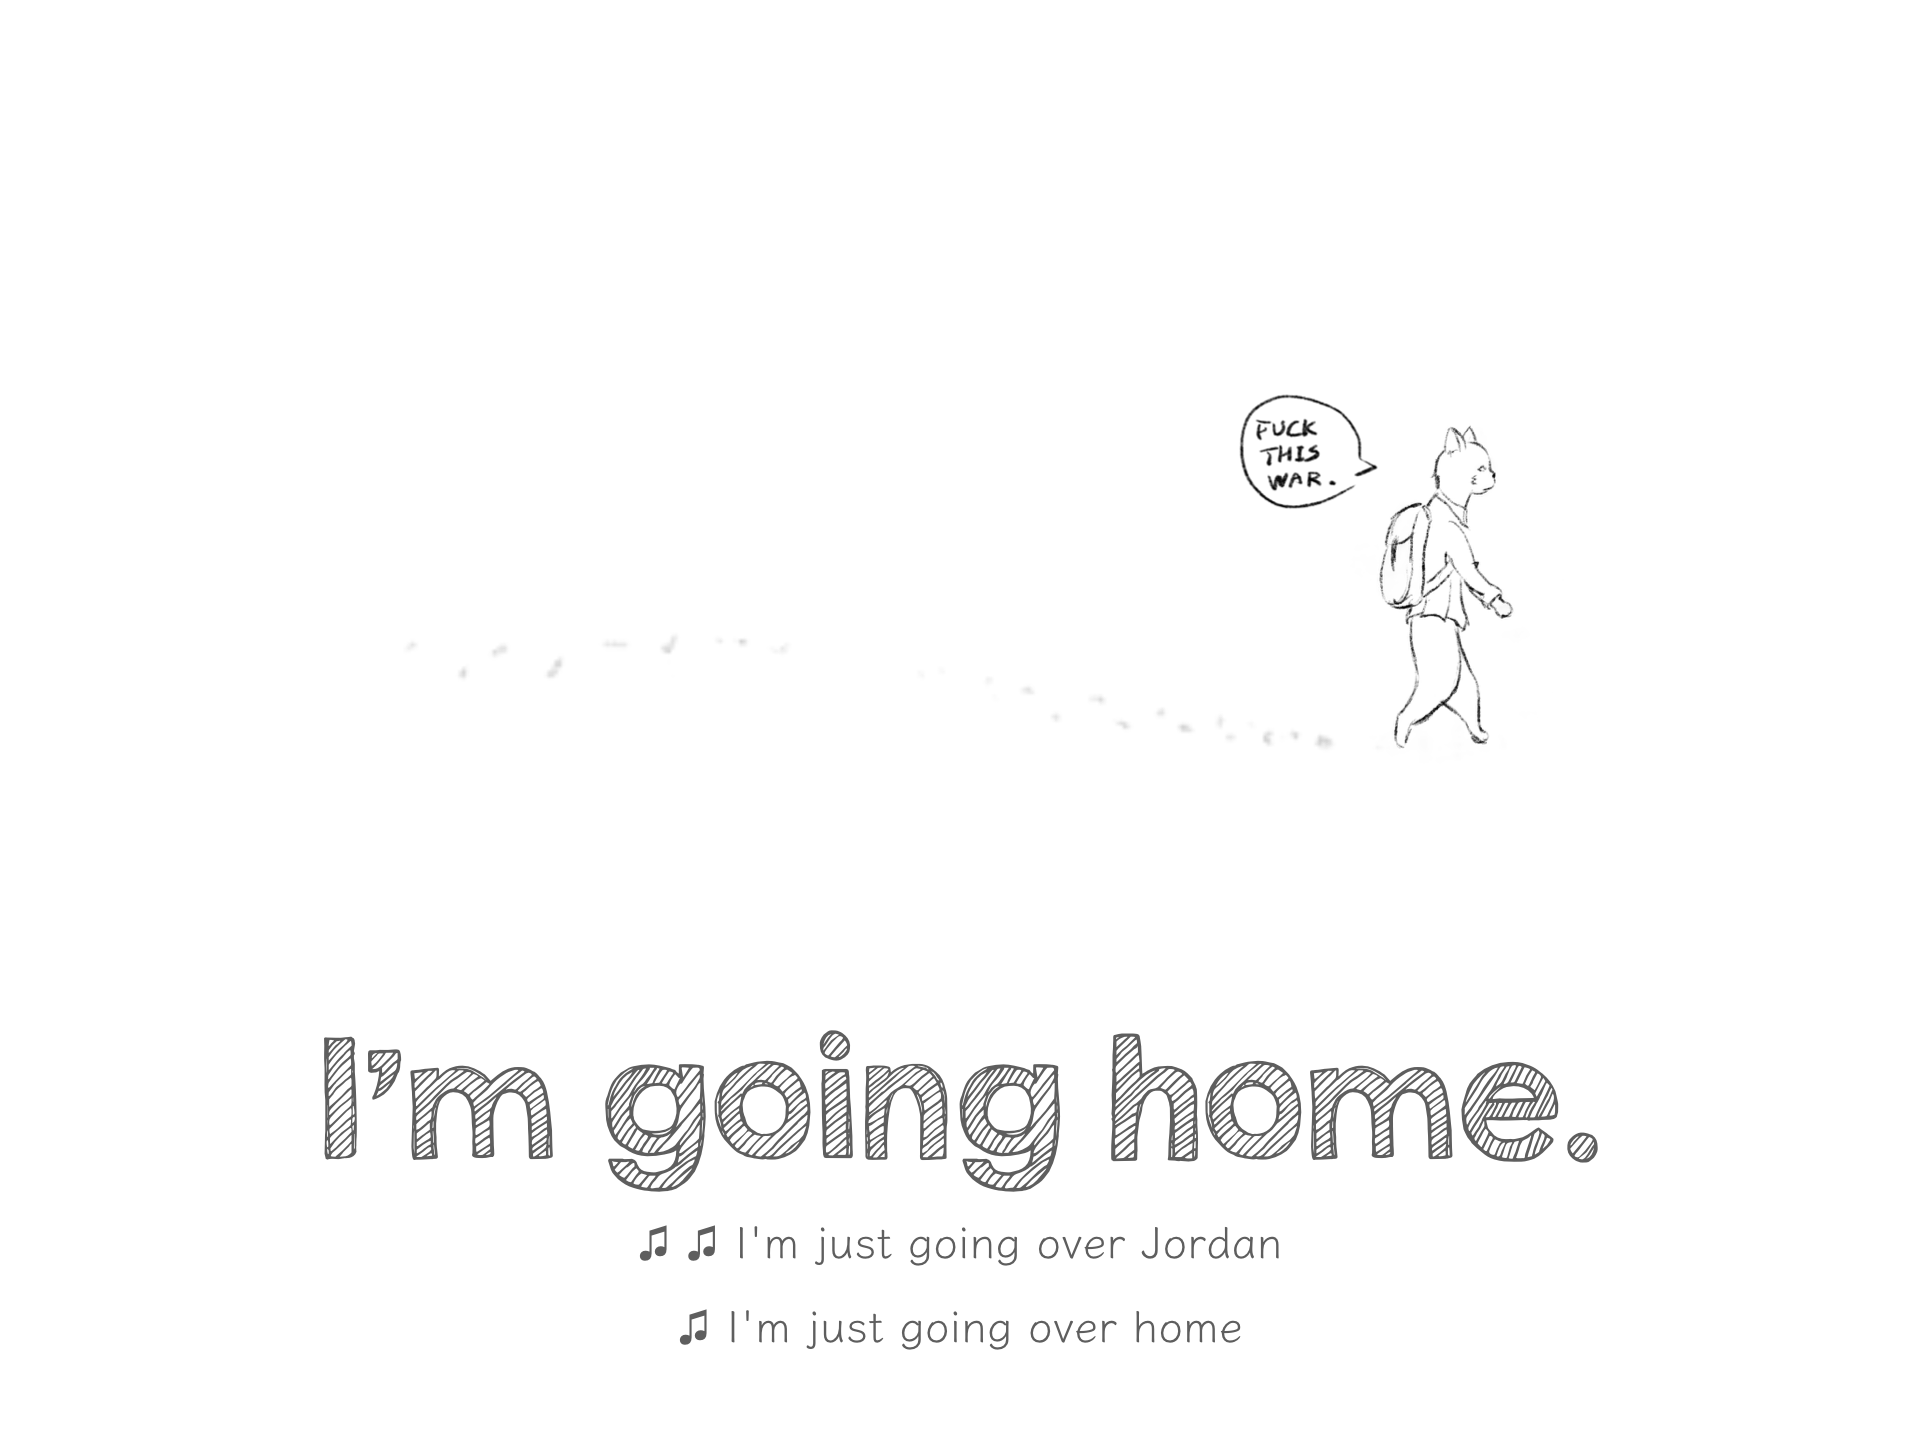 FUCK
THIS
WAR.
I’m going home.
♫ ♫ I'm just going over Jordan
♫ I'm just going over home